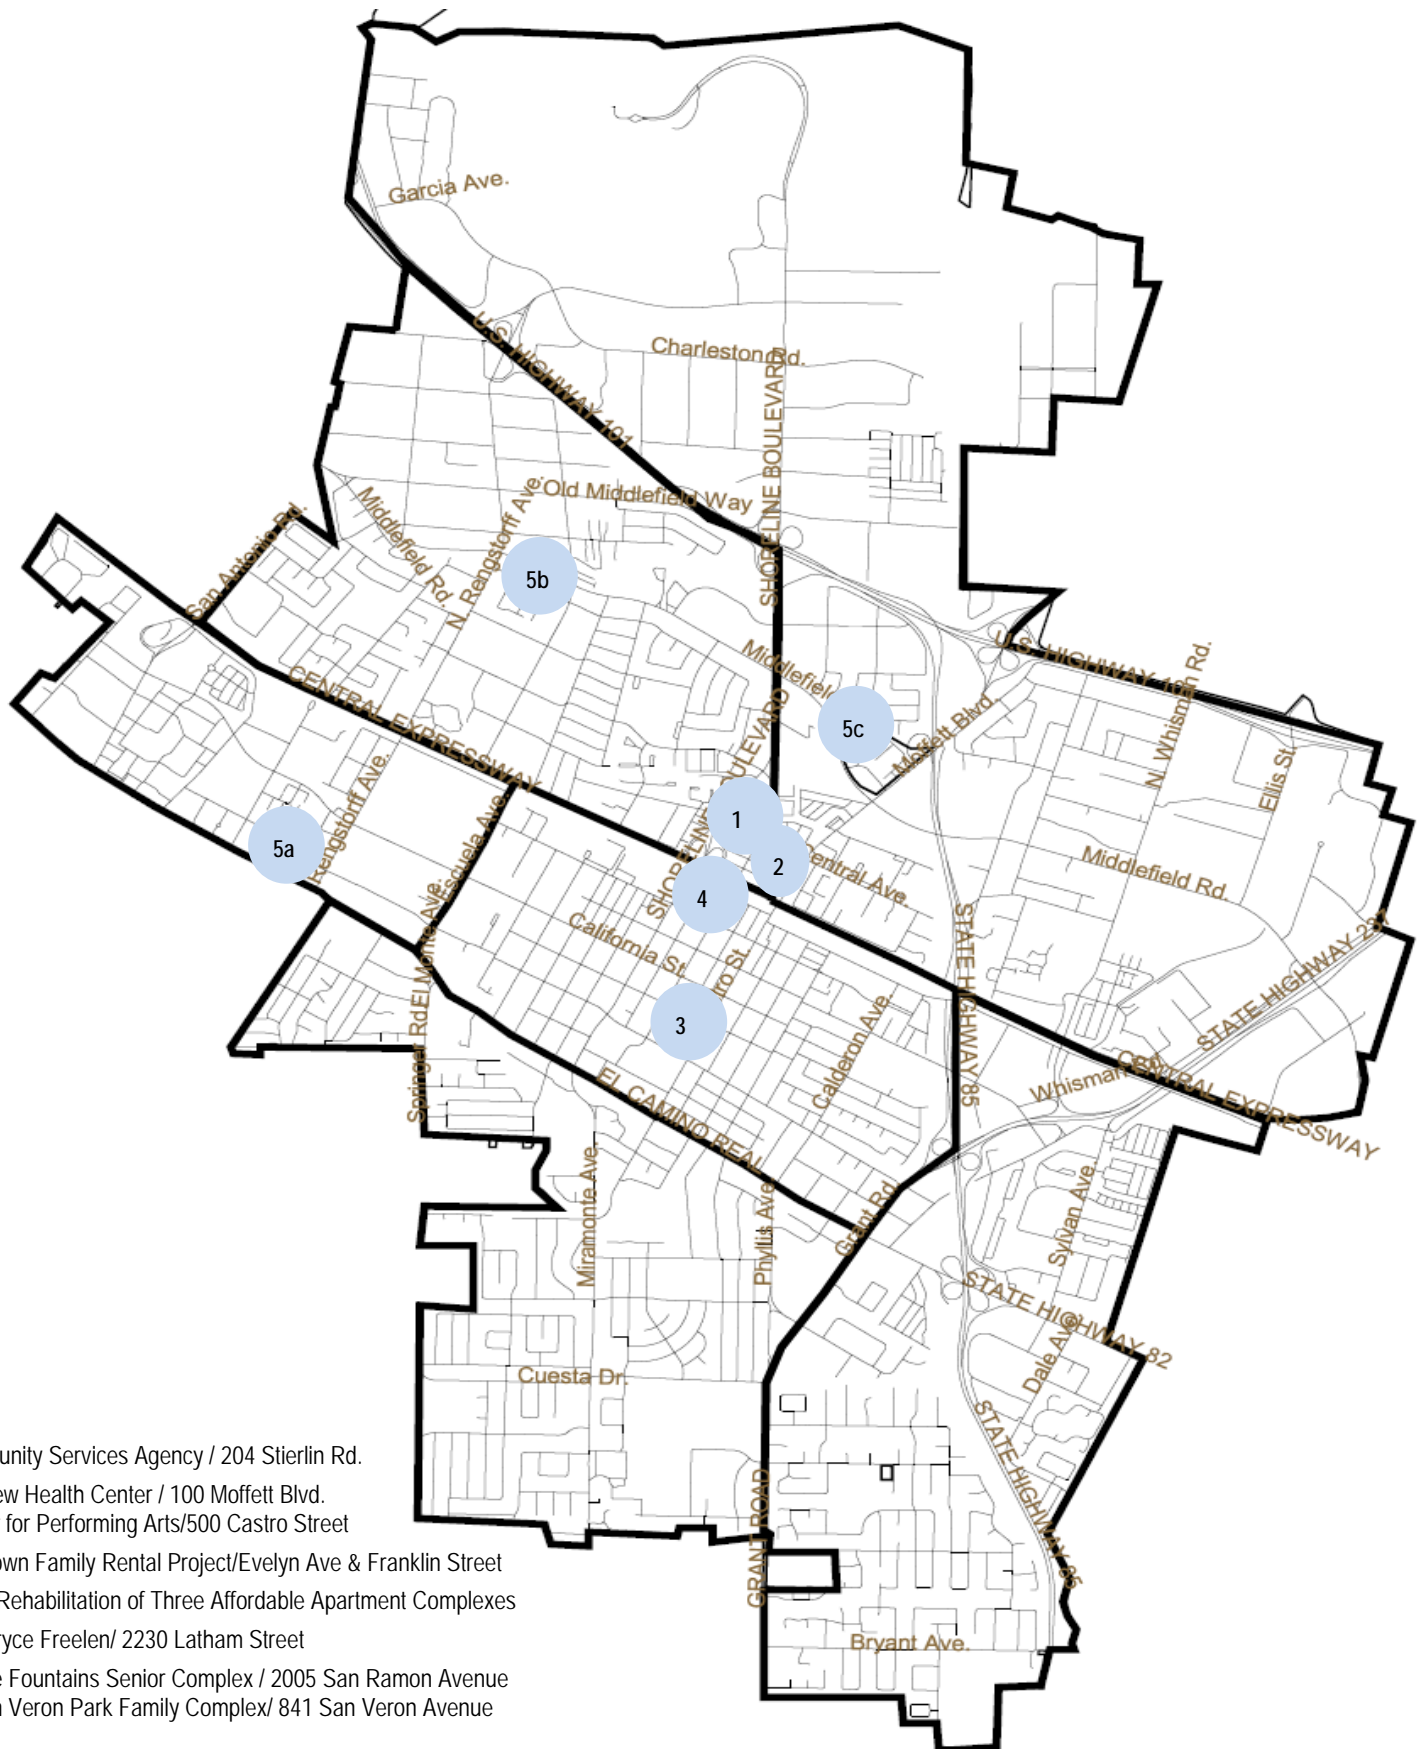 Garcia Ave.
U.S. HIGHWAY 101
Charleston Rd.
SHORELINE BOULEVARD
Old Middlefield Way
San Antonio Rd.
Middlefield Rd.
N. Rengstorff Ave.
5b
U.S. HIGHWAY 101
N. Whisman Rd.
Middlefield
5c
Moffett Blvd.
Ellis St.
CENTRAL EXPRESSWAY
SHORELINE BOULEVARD
1
2
Rengstorff Ave.
5a
Escuela Ave.
4
Central Ave.
Middlefield Rd.
California St.
STATE HIGHWAY 85
STATE HIGHWAY 237
3
Calderon Ave.
El Monte Ave.
Springer Rd
EL CAMINO REAL
Whisman
CENTRAL EXPRESSWAY
Miramonte Ave.
Phyllis Ave.
Grant Rd.
Sylvan Ave.
STATE HIGHWAY 82
Dale Ave.
Cuesta Dr.
STATE HIGHWAY 85
GRANT ROAD
Bryant Ave.
unity Services Agency / 204 Stierlin Rd.
ew Health Center / 100 Moffett Blvd.
for Performing Arts/500 Castro Street
own Family Rental Project/Evelyn Ave & Franklin Street
Rehabilitation of Three Affordable Apartment Complexes
ryce Freelen/ 2230 Latham Street
e Fountains Senior Complex / 2005 San Ramon Avenue
n Veron Park Family Complex/ 841 San Veron Avenue